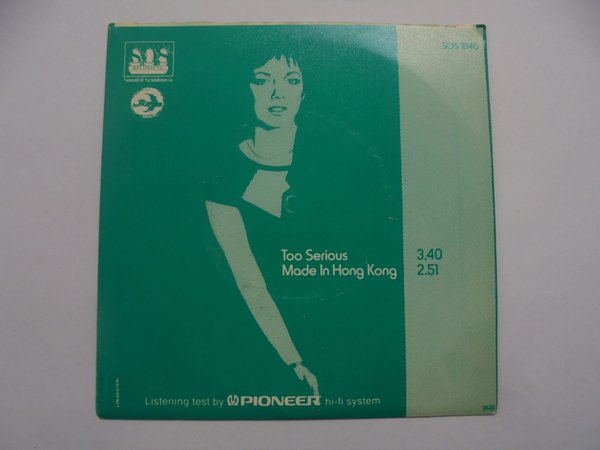 SOS
RECORDING
Sound of Scandinavia
SOS 1046
Too Serious 3.40
Made In Hong Kong 2.51
Listening test by PIONEER hi-fi system